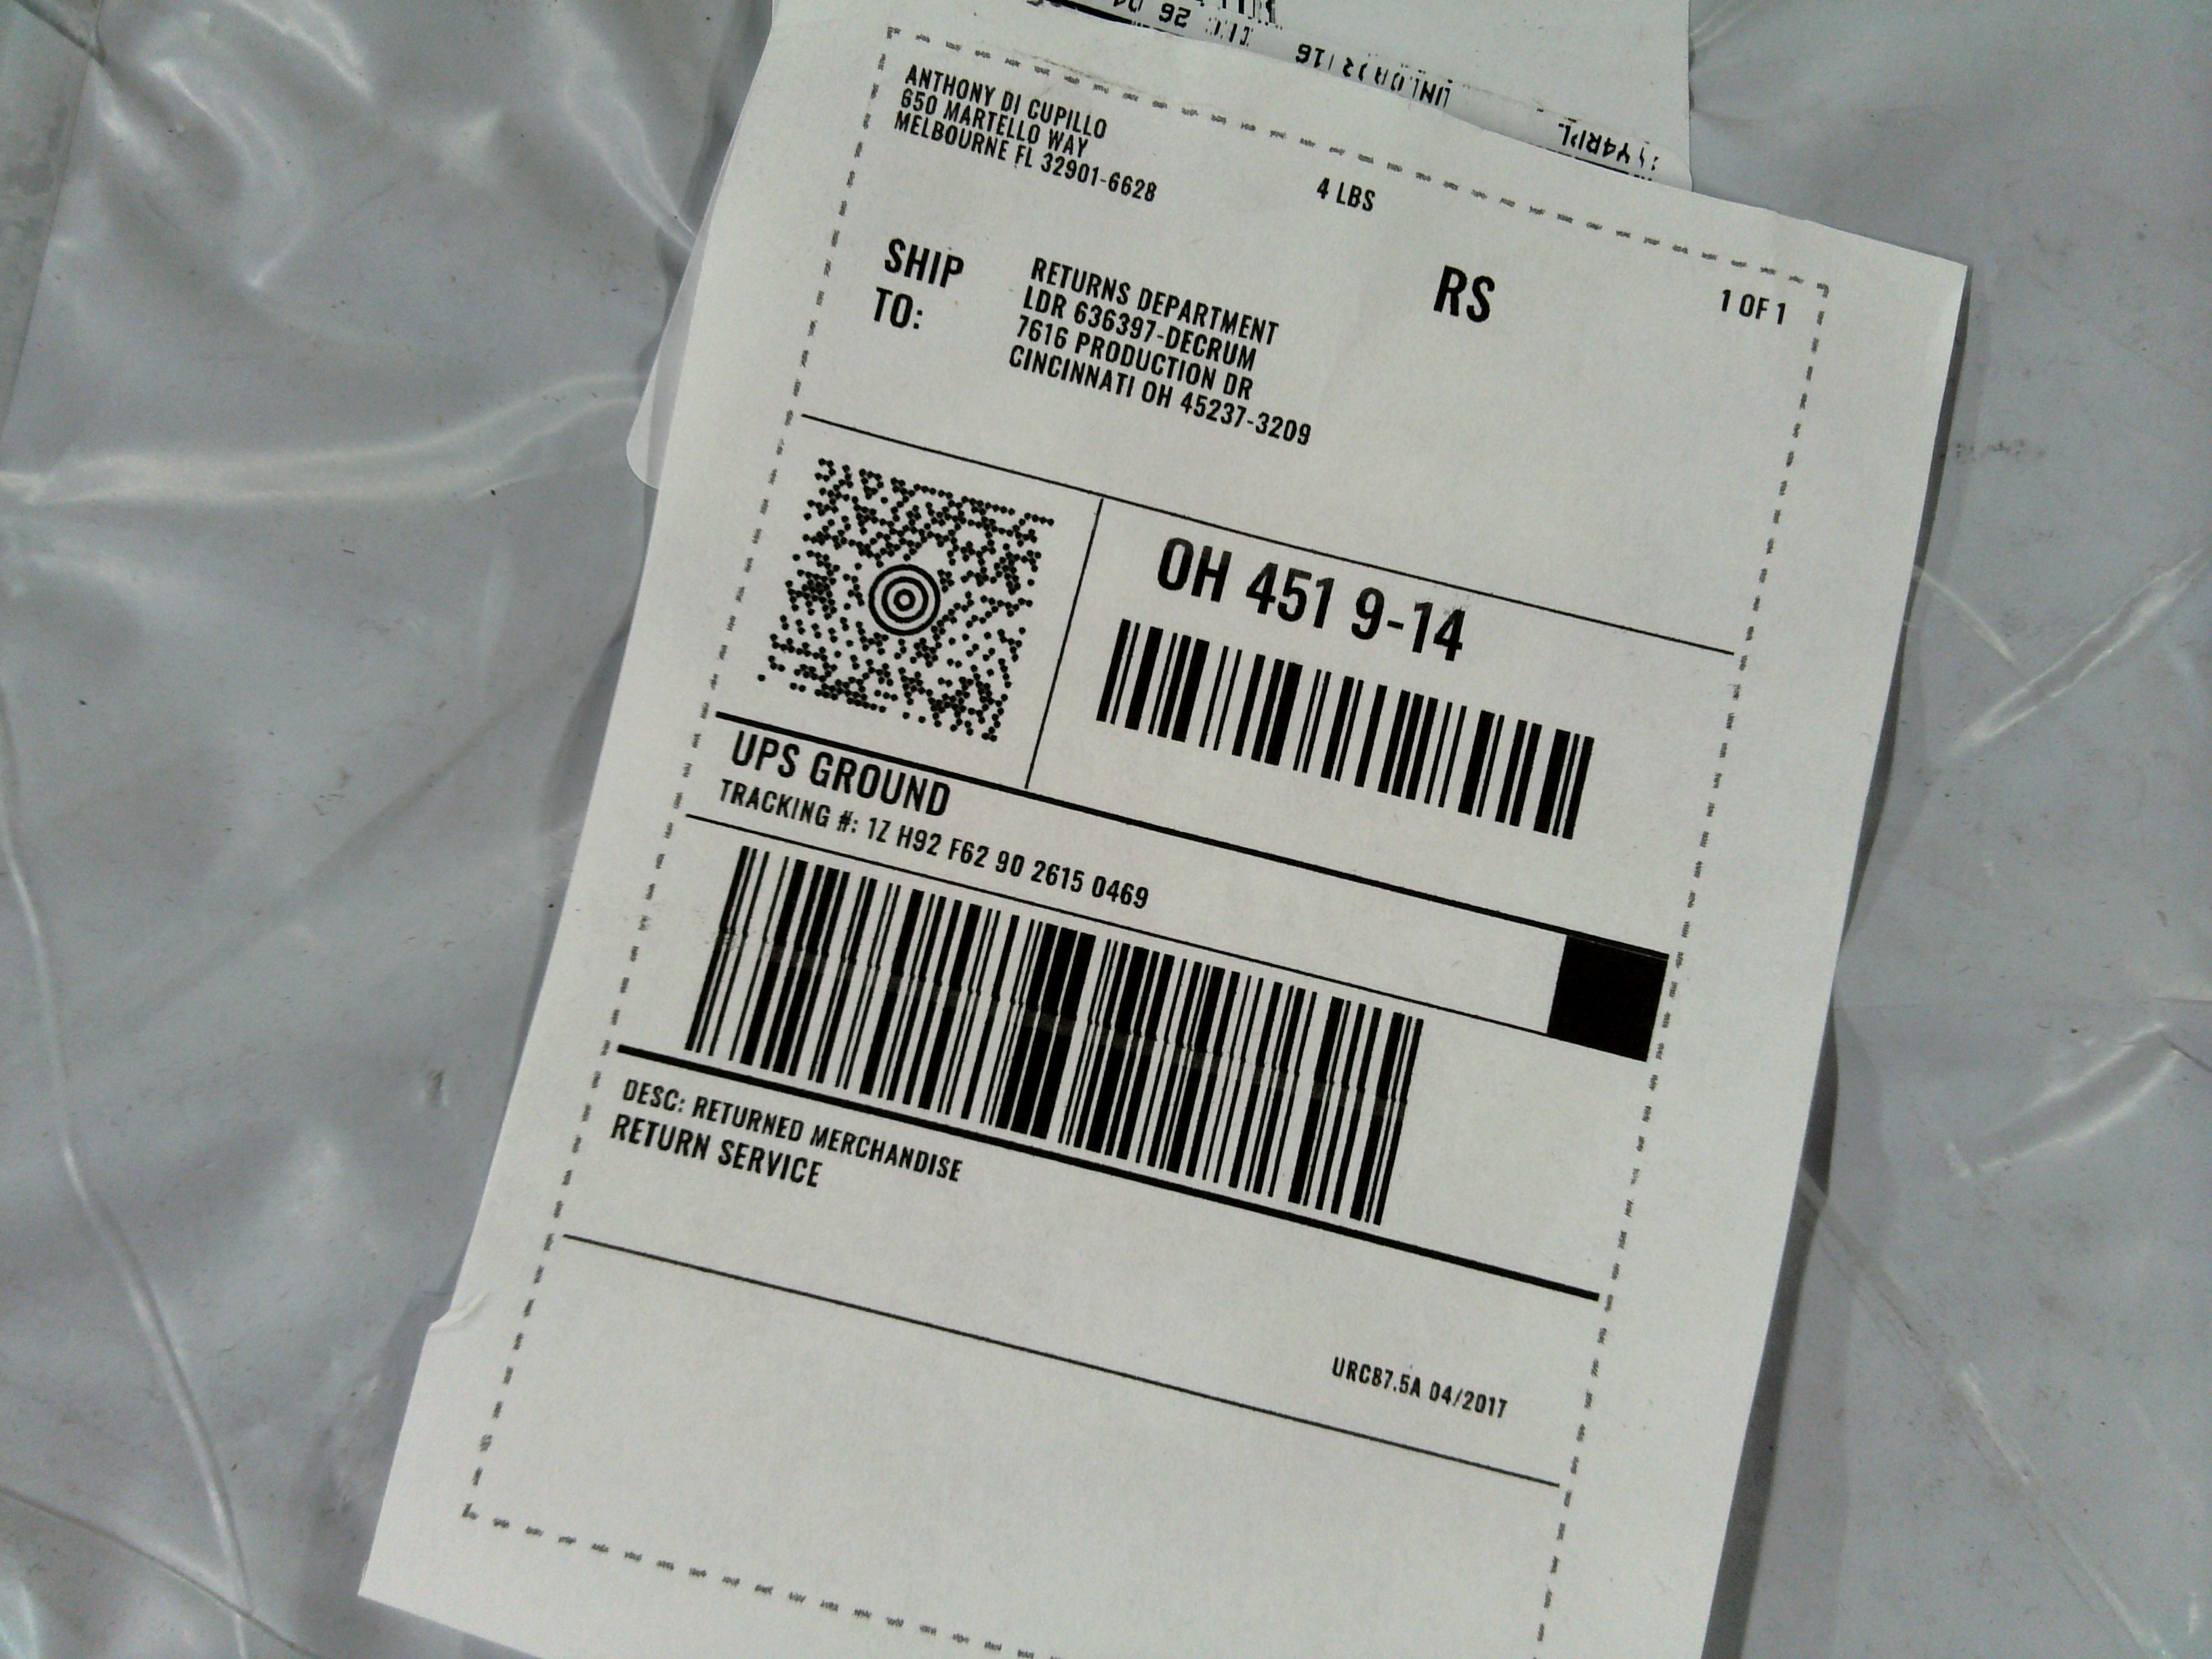 ANTHONY DI CUPILLO
650 MARTELLO WAY
MELBOURNE FL 32901-6628
4 LBS
1 OF 1
RS
SHIP TO:
RETURNS DEPARTMENT
LDR 636397-DECRUM
7616 PRODUCTION DR
CINCINNATI OH 45237-3209
OH 451 9-14
UPS GROUND
TRACKING #: 1Z H92 F62 90 2615 0469
DESC: RETURNED MERCHANDISE
RETURN SERVICE
URC87.5A 04/2017